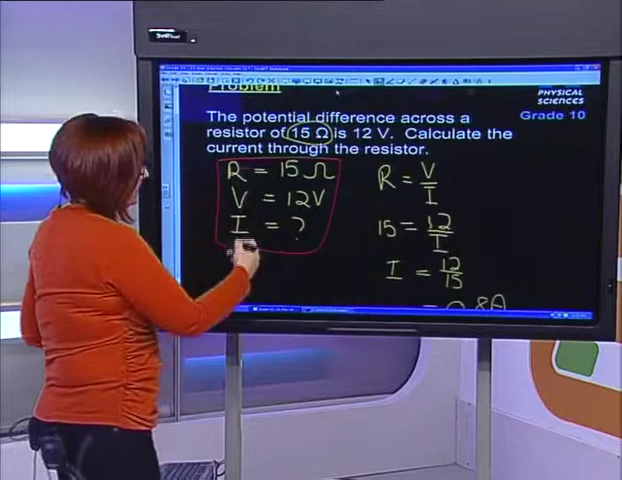 Problem
PHYSICAL
SCIENCES
Grade 10
The potential difference across a
resistor of 15 Ω is 12 V. Calculate the
current through the resistor.
R = 15 Ω
V = 12V
I = ?
R = V/I
15 = 12/I
I = 12/15
= 0.8A